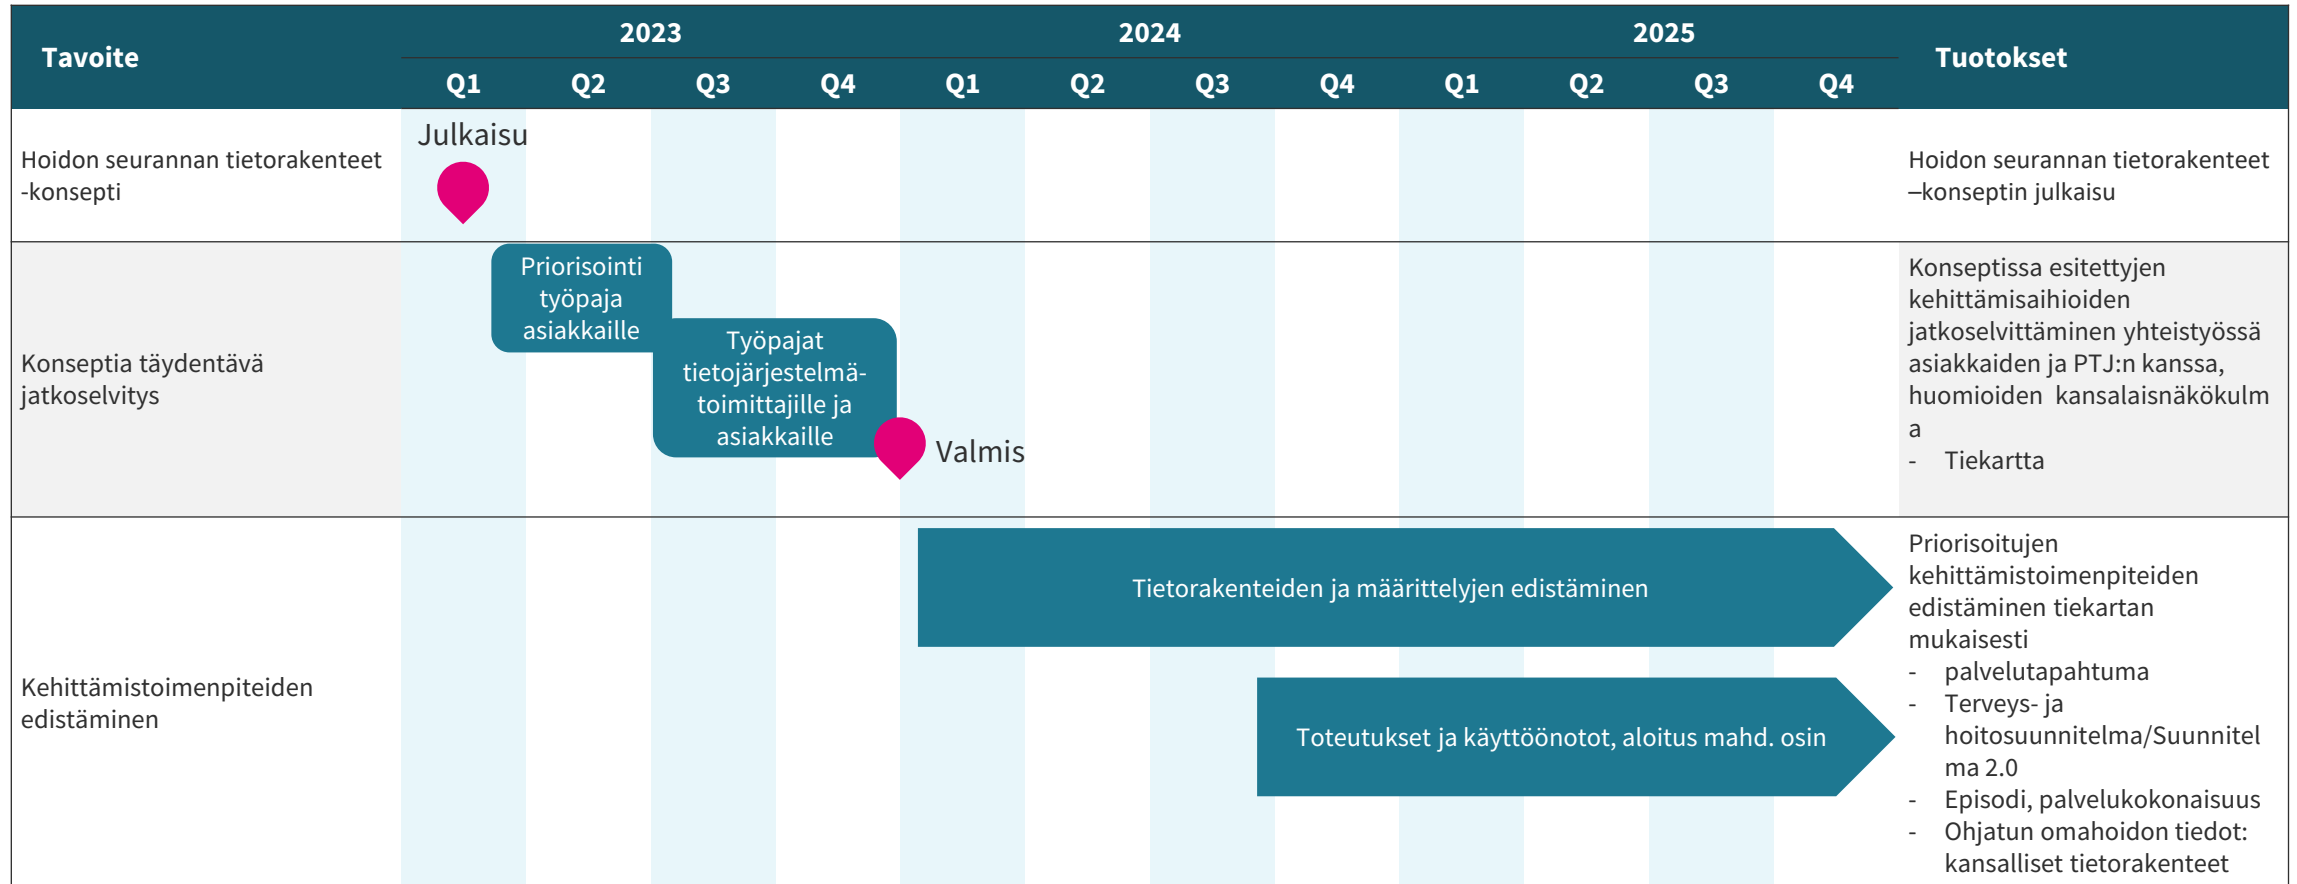 Tavoite
2023
2024
2025
Tuotokset
Q1 Q2 Q3 Q4 Q1 Q2 Q3 Q4 Q1 Q2 Q3 Q4
Hoidon seurannan tietorakenteet
-konsepti
Julkaisu
Hoidon seurannan tietorakenteet
–konseptin julkaisu
Konseptia täydentävä
jatkoselvitys
Priorisointi
työpaja
asiakkaille
Työpajat
tietojärjestelmä-
toimittajille ja
asiakkaille
Valmis
Konseptissa esitettyjen
kehittämisaihioiden
jatkoselvittäminen yhteistyössä
asiakkaiden ja PTJ:n kanssa,
huomioiden kansalaisnäkökulm
a
- Tiekartta
Kehittämistoimenpiteiden
edistäminen
Tietorakenteiden ja määrittelyjen edistäminen
Toteutukset ja käyttöönotot, aloitus mahd. osin
Priorisoitujen
kehittämistoimenpiteiden
edistäminen tiekartan
mukaisesti
- palvelutapahtuma
- Terveys- ja
hoitosuunnitelma/Suunnitel
ma 2.0
- Episodi, palvelukokonaisuus
- Ohjatun omahoidon tiedot:
kansalliset tietorakenteet